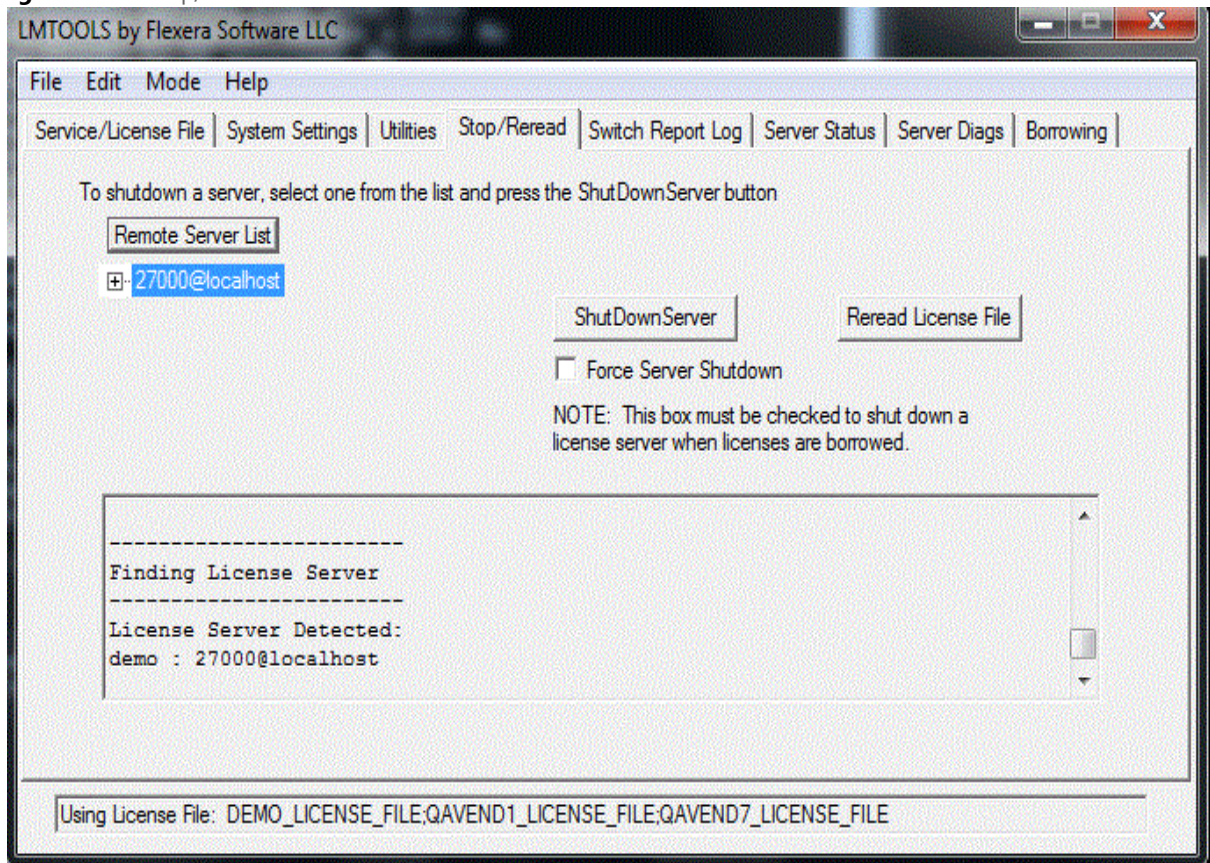 LMTOOLS by Flexera Software LLC
File Edit Mode Help
Service/License File System Settings Utilities Stop/Reread Switch Report Log Server Status Server Diags Borrowing
To shutdown a server, select one from the list and press the ShutDownServer button
Remote Server List
27000@localhost
ShutDownServer Reread License File
Force Server Shutdown
NOTE: This box must be checked to shut down a
license server when licenses are borrowed.
------------------------
Finding License Server
------------------------
License Server Detected:
demo : 27000@localhost
Using License File: DEMO_LICENSE_FILE;QAVEND1_LICENSE_FILE;QAVEND7_LICENSE_FILE